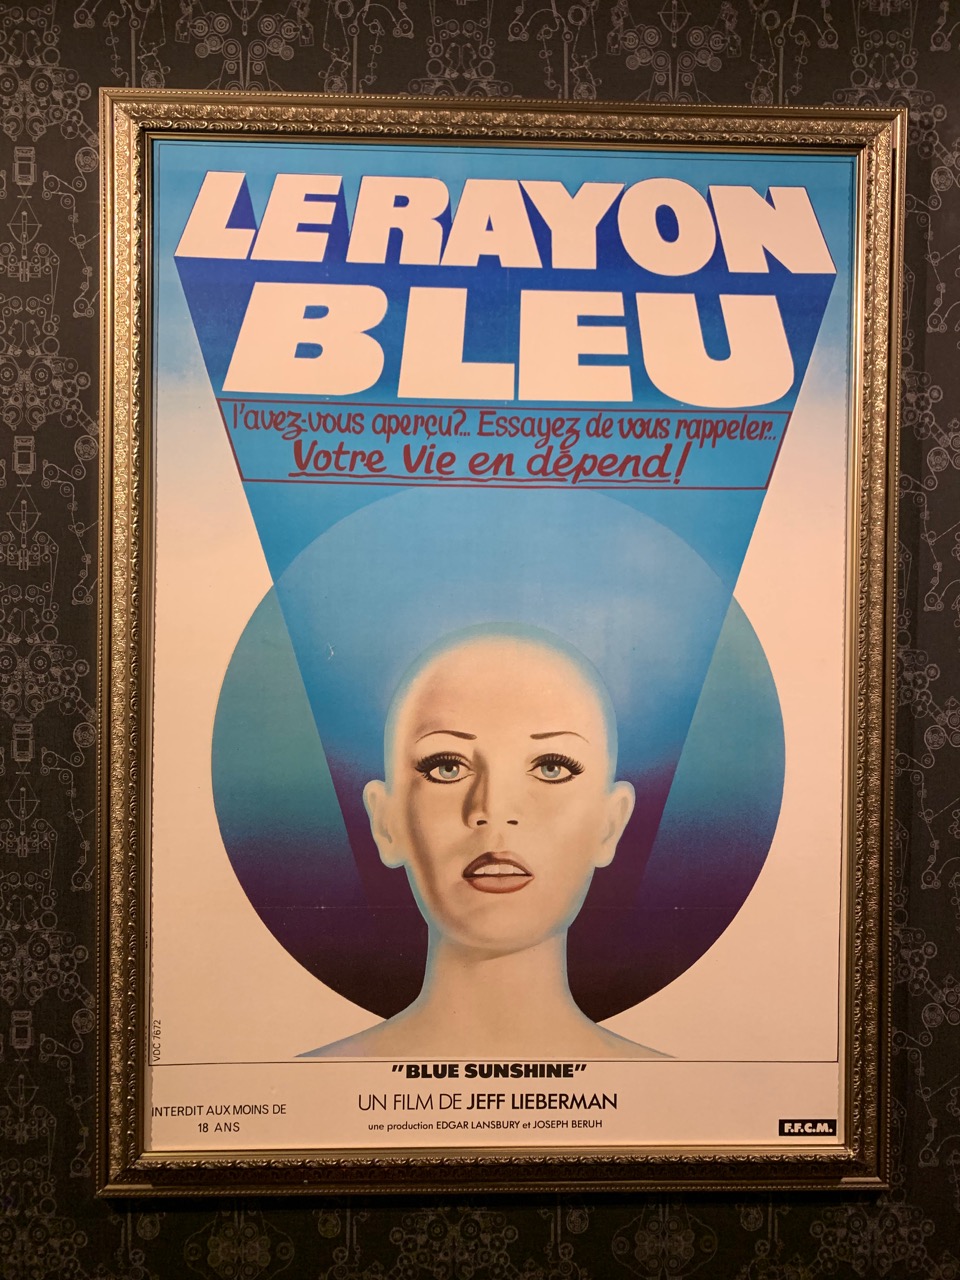 LE RAYON
BLEU
l'avez-vous aperçu?... Essayez de vous rappeler...
Votre Vie en dépend!
VDC 7672
"BLUE SUNSHINE"
UN FILM DE JEFF LIEBERMAN
une production EDGAR LANSBURY et JOSEPH BERUH
INTERDIT AUX MOINS DE
18 ANS
F.F.C.M.